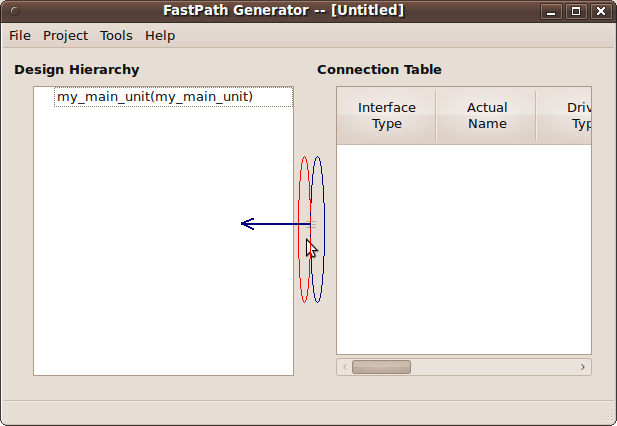 FastPath Generator -- [Untitled]
File Project Tools Help
Design Hierarchy
Connection Table
my_main_unit(my_main_unit)
Interface
Type
Actual
Name
Driv
Typ